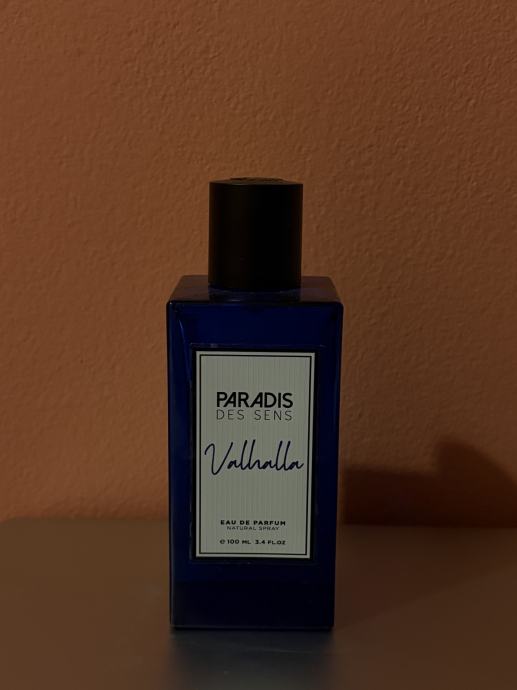 PARADIS
DES SENS
Valhalla
EAU DE PARFUM
NATURAL SPRAY
℮ 100 ML 3.4 FL.OZ